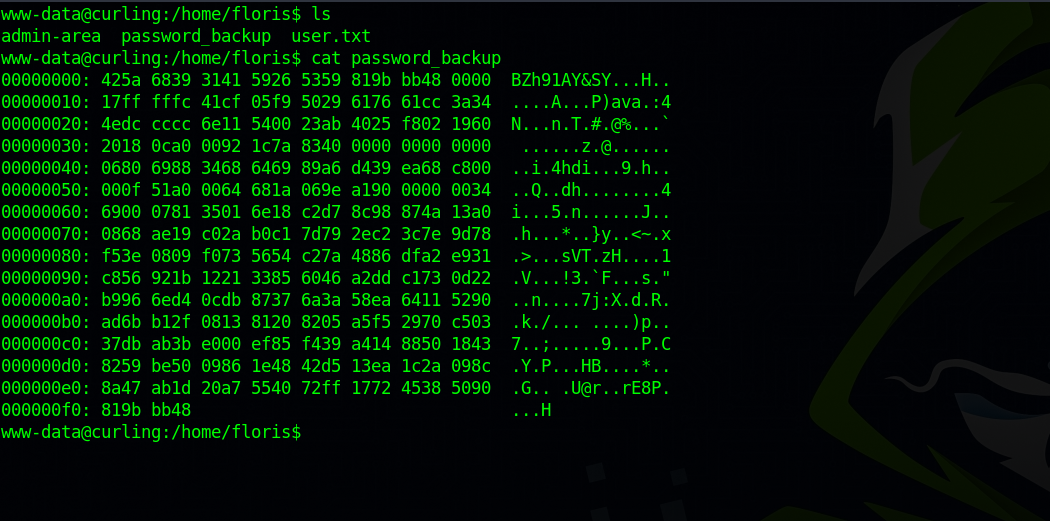 www-data@curling:/home/floris$ ls
admin-area  password_backup  user.txt
www-data@curling:/home/floris$ cat password_backup
00000000: 425a 6839 3141 5926 5359 819b bb48 0000  BZh91AY&SY...H..
00000010: 17ff fffc 41cf 05f9 5029 6176 61cc 3a34  ....A...P)ava.:4
00000020: 4edc cccc 6e11 5400 23ab 4025 f802 1960  N...n.T.#.@%...`
00000030: 2018 0ca0 0092 1c7a 8340 0000 0000 0000   ......z.@......
00000040: 0680 6988 3468 6469 89a6 d439 ea68 c800  ..i.4hdi...9.h..
00000050: 000f 51a0 0064 681a 069e a190 0000 0034  ..Q..dh........4
00000060: 6900 0781 3501 6e18 c2d7 8c98 874a 13a0  i...5.n......J..
00000070: 0868 ae19 c02a b0c1 7d79 2ec2 3c7e 9d78  .h...*..}y..<~.x
00000080: f53e 0809 f073 5654 c27a 4886 dfa2 e931  .>...sVT.zH....1
00000090: c856 921b 1221 3385 6046 a2dd c173 0d22  .V...!3.`F...s."
000000a0: b996 6ed4 0cdb 8737 6a3a 58ea 6411 5290  ..n....7j:X.d.R.
000000b0: ad6b b12f 0813 8120 8205 a5f5 2970 c503  .k./... ....)p..
000000c0: 37db ab3b e000 ef85 f439 a414 8850 1843  7..;.....9...P.C
000000d0: 8259 be50 0986 1e48 42d5 13ea 1c2a 098c  .Y.P...HB....*..
000000e0: 8a47 ab1d 20a7 5540 72ff 1772 4538 5090  .G.. .U@r..rE8P.
000000f0: 819b bb48                                ...H
www-data@curling:/home/floris$